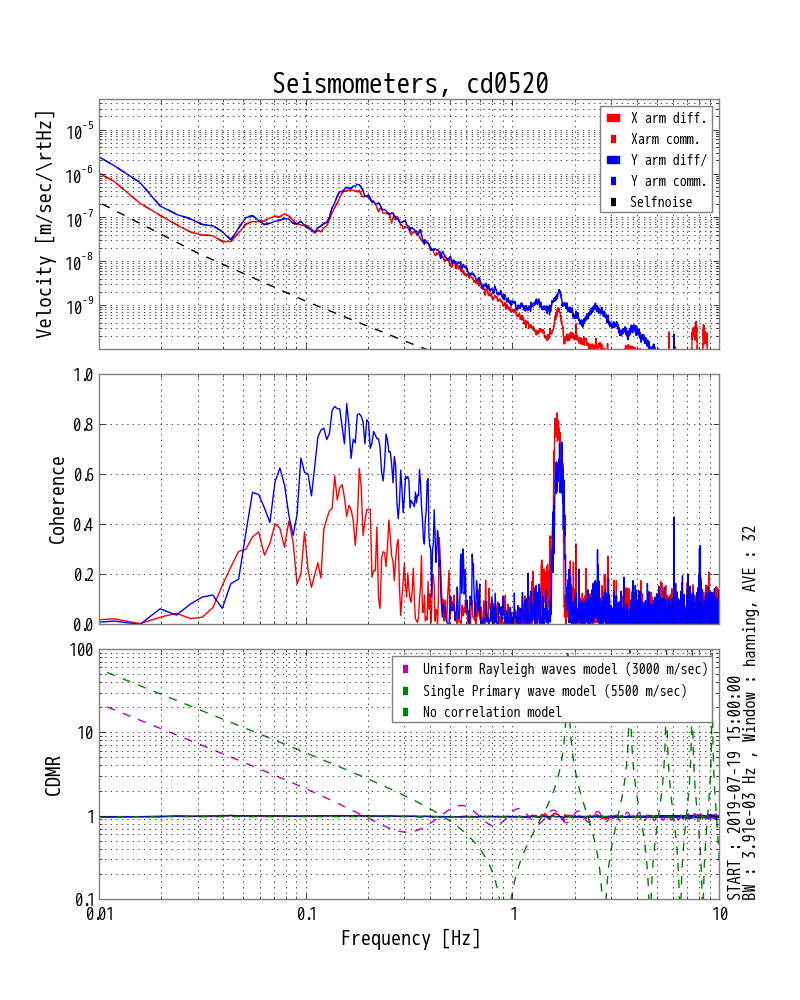 Seismometers, cd0520
Velocity [m/sec/\rtHz]
10^-5
10^-6
10^-7
10^-8
10^-9
X arm diff.
Xarm comm.
Y arm diff/
Y arm comm.
Selfnoise
Coherence
1.0
0.8
0.6
0.4
0.2
0.0
CDMR
100
10
1
0.1
Uniform Rayleigh waves model (3000 m/sec)
Single Primary wave model (5500 m/sec)
No correlation model
0.01
0.1
1
10
Frequency [Hz]
START : 2019-07-19 15:00:00
BW : 3.91e-03 Hz , Window : hanning, AVE : 32